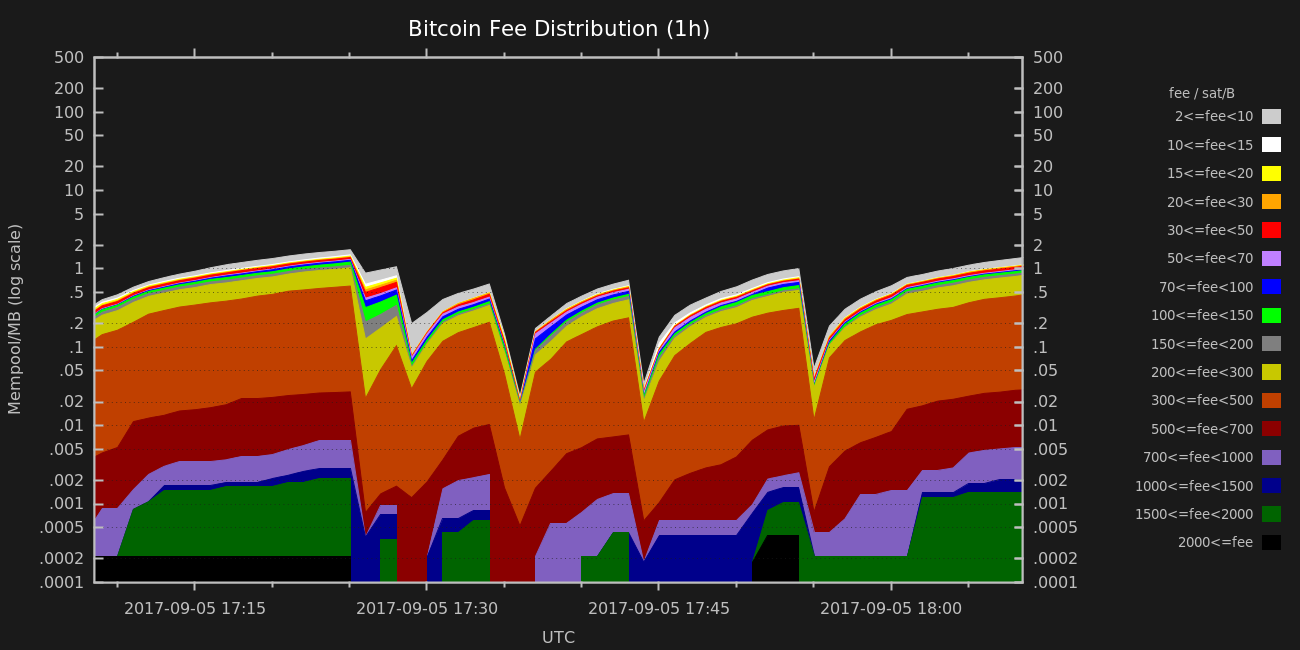 Bitcoin Fee Distribution (1h)
500 500
200 200
100 100
50 50
20 20
10 10
5 5
2 2
1 1
.5 .5
.2 .2
.1 .1
.05 .05
.02 .02
.01 .01
.005 .005
.002 .002
.001 .001
.0005 .0005
.0002 .0002
.0001 .0001
Mempool/MB (log scale)
2017-09-05 17:15 2017-09-05 17:30 2017-09-05 17:45 2017-09-05 18:00
UTC
fee / sat/B
2<=fee<10
10<=fee<15
15<=fee<20
20<=fee<30
30<=fee<50
50<=fee<70
70<=fee<100
100<=fee<150
150<=fee<200
200<=fee<300
300<=fee<500
500<=fee<700
700<=fee<1000
1000<=fee<1500
1500<=fee<2000
2000<=fee